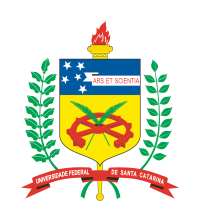 ARS ET SCIENTIA
UNIVERSIDADE FEDERAL DE SANTA CATARINA